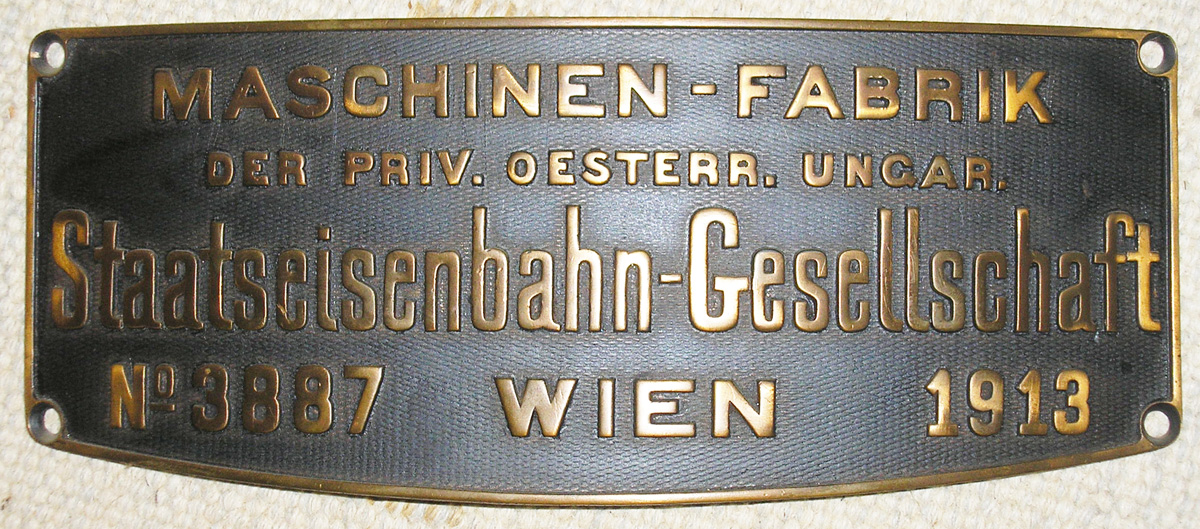 MASCHINEN-FABRIK
DER PRIV. OESTERR. UNGAR.
Staatseisenbahn-Gesellschaft
No 3887 WIEN 1913